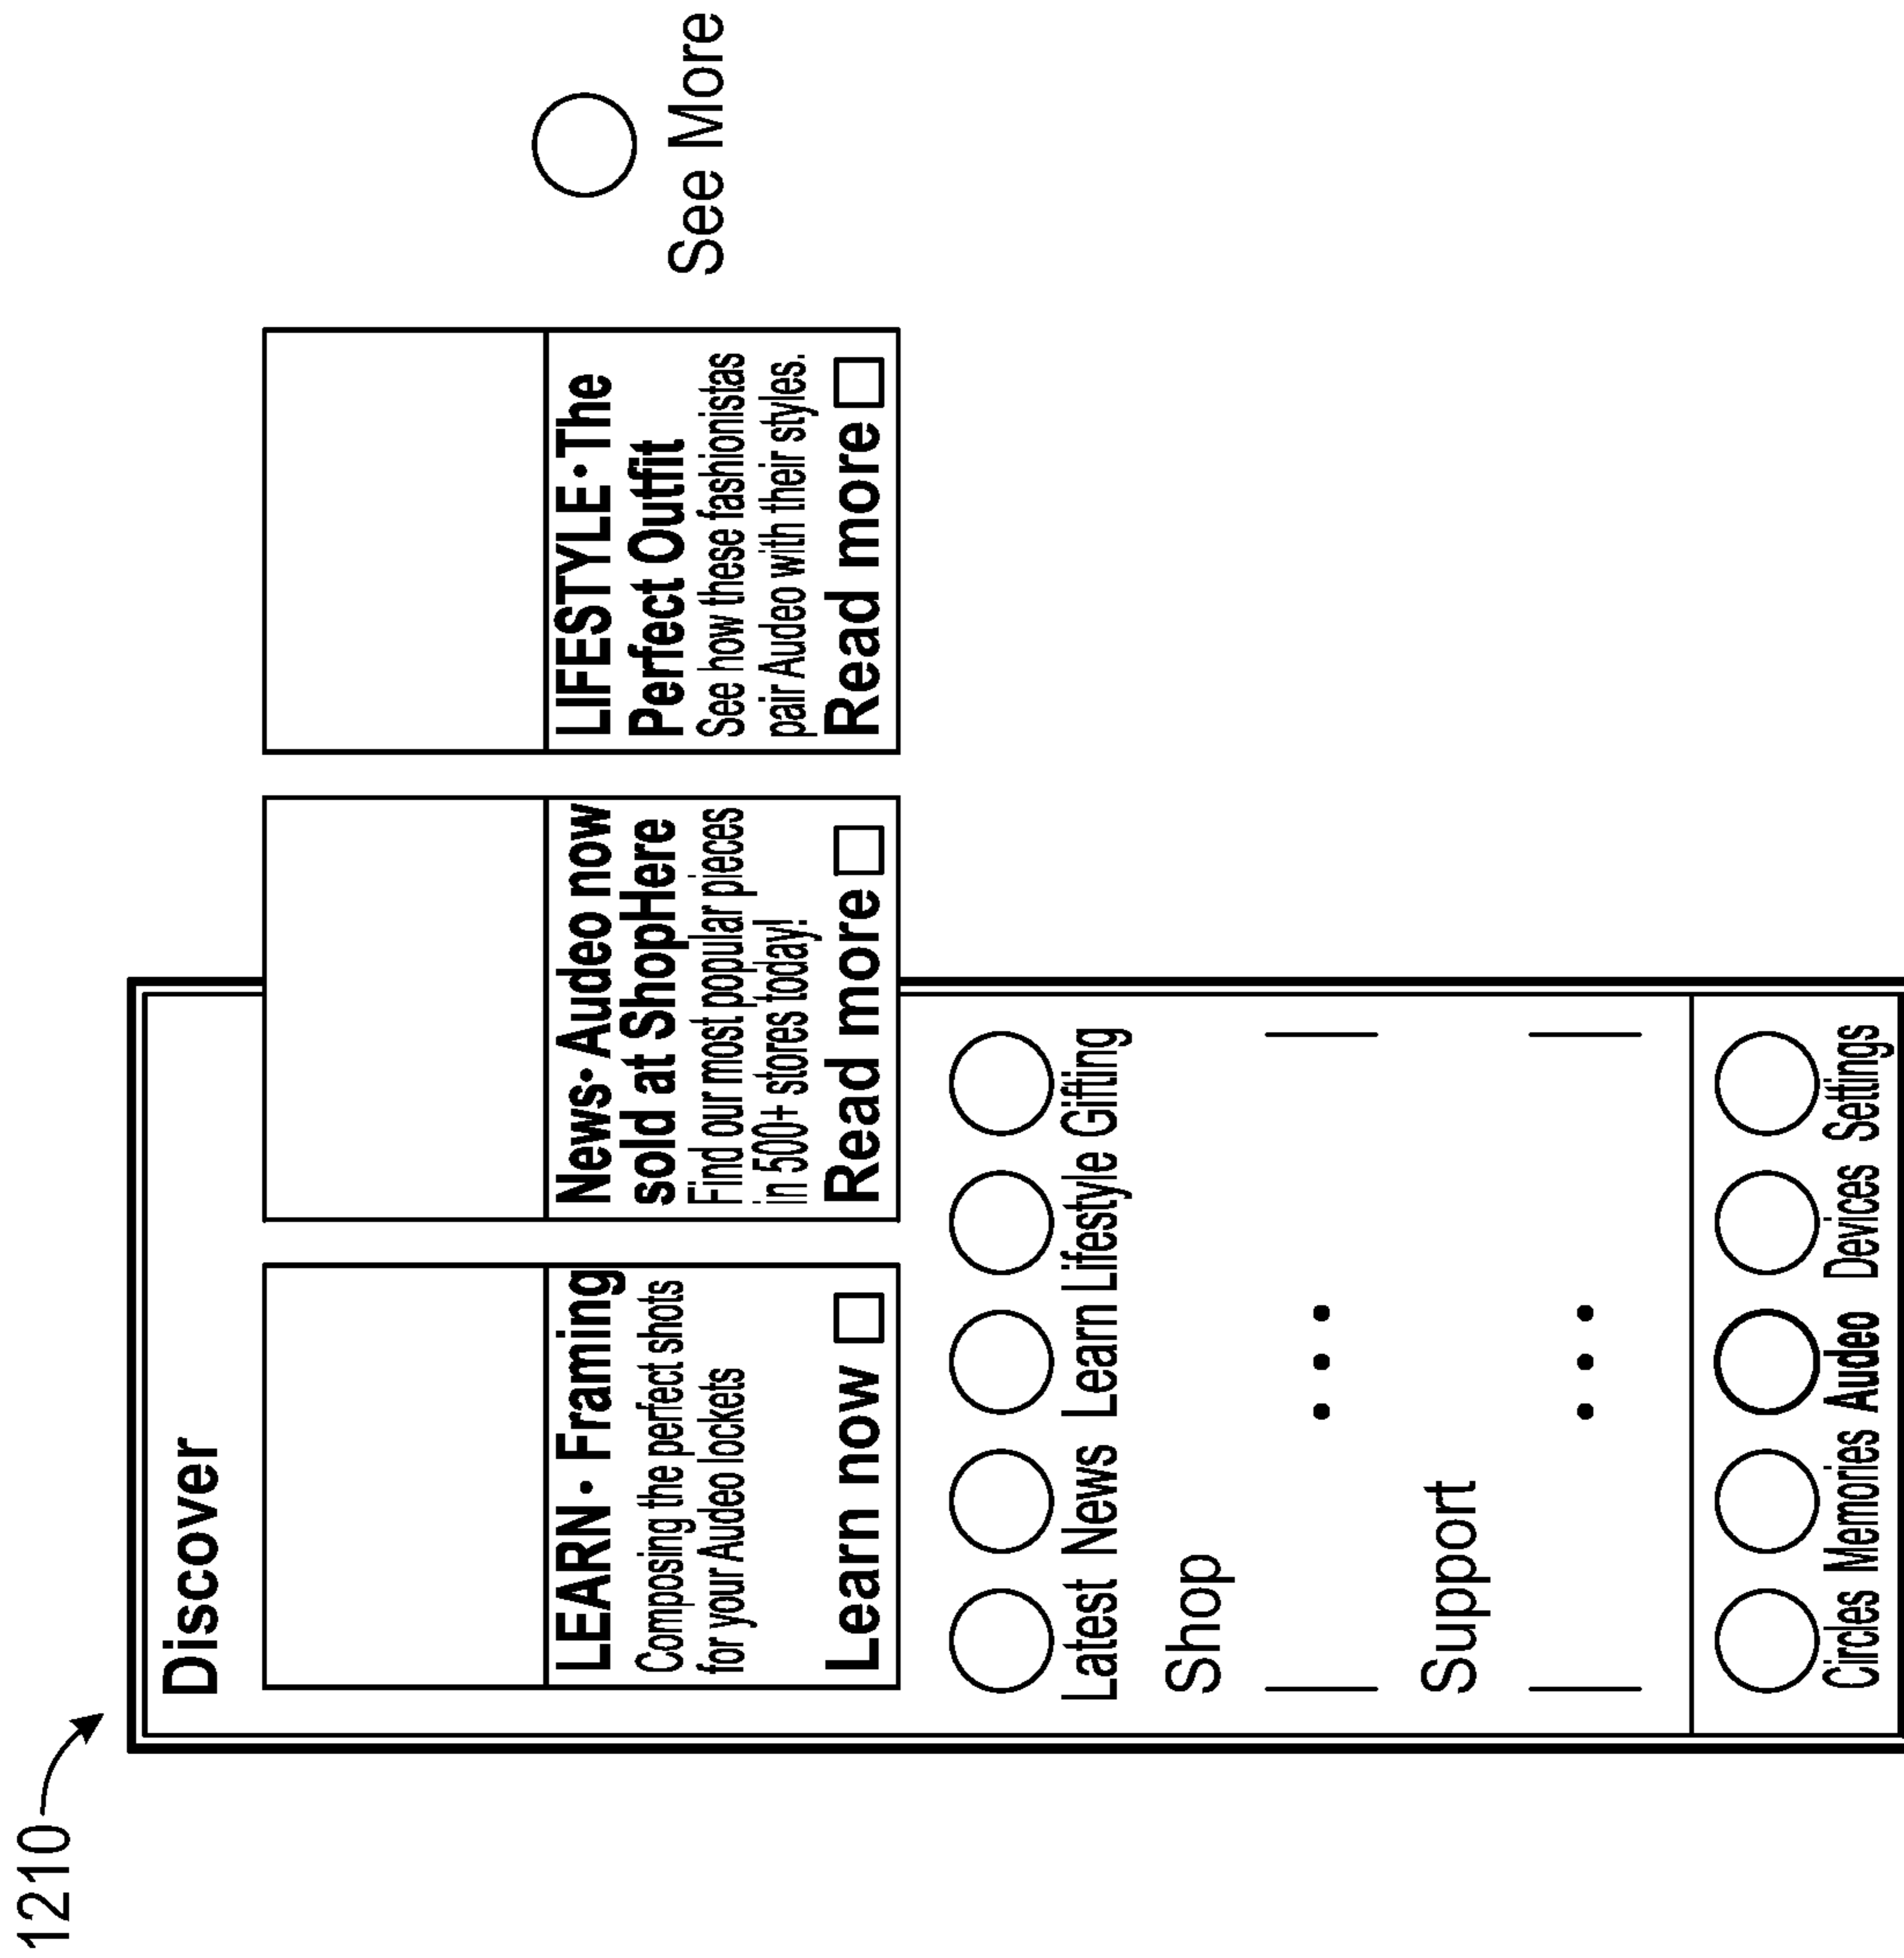 1210
Discover
LEARN • Framing
Composing the perfect shots
for your Audeo lockets
Learn now
News • Audeo now
sold at ShopHere
Find our most popular pieces
in 500+ stores today!
Read more
LIFESTYLE • The
Perfect Outfit
See how these fashionistas
pair Audeo with their styles.
Read more
See More
Latest News Learn Lifestyle Gifting
Shop
Support
Circles Memories Audeo Devices Settings